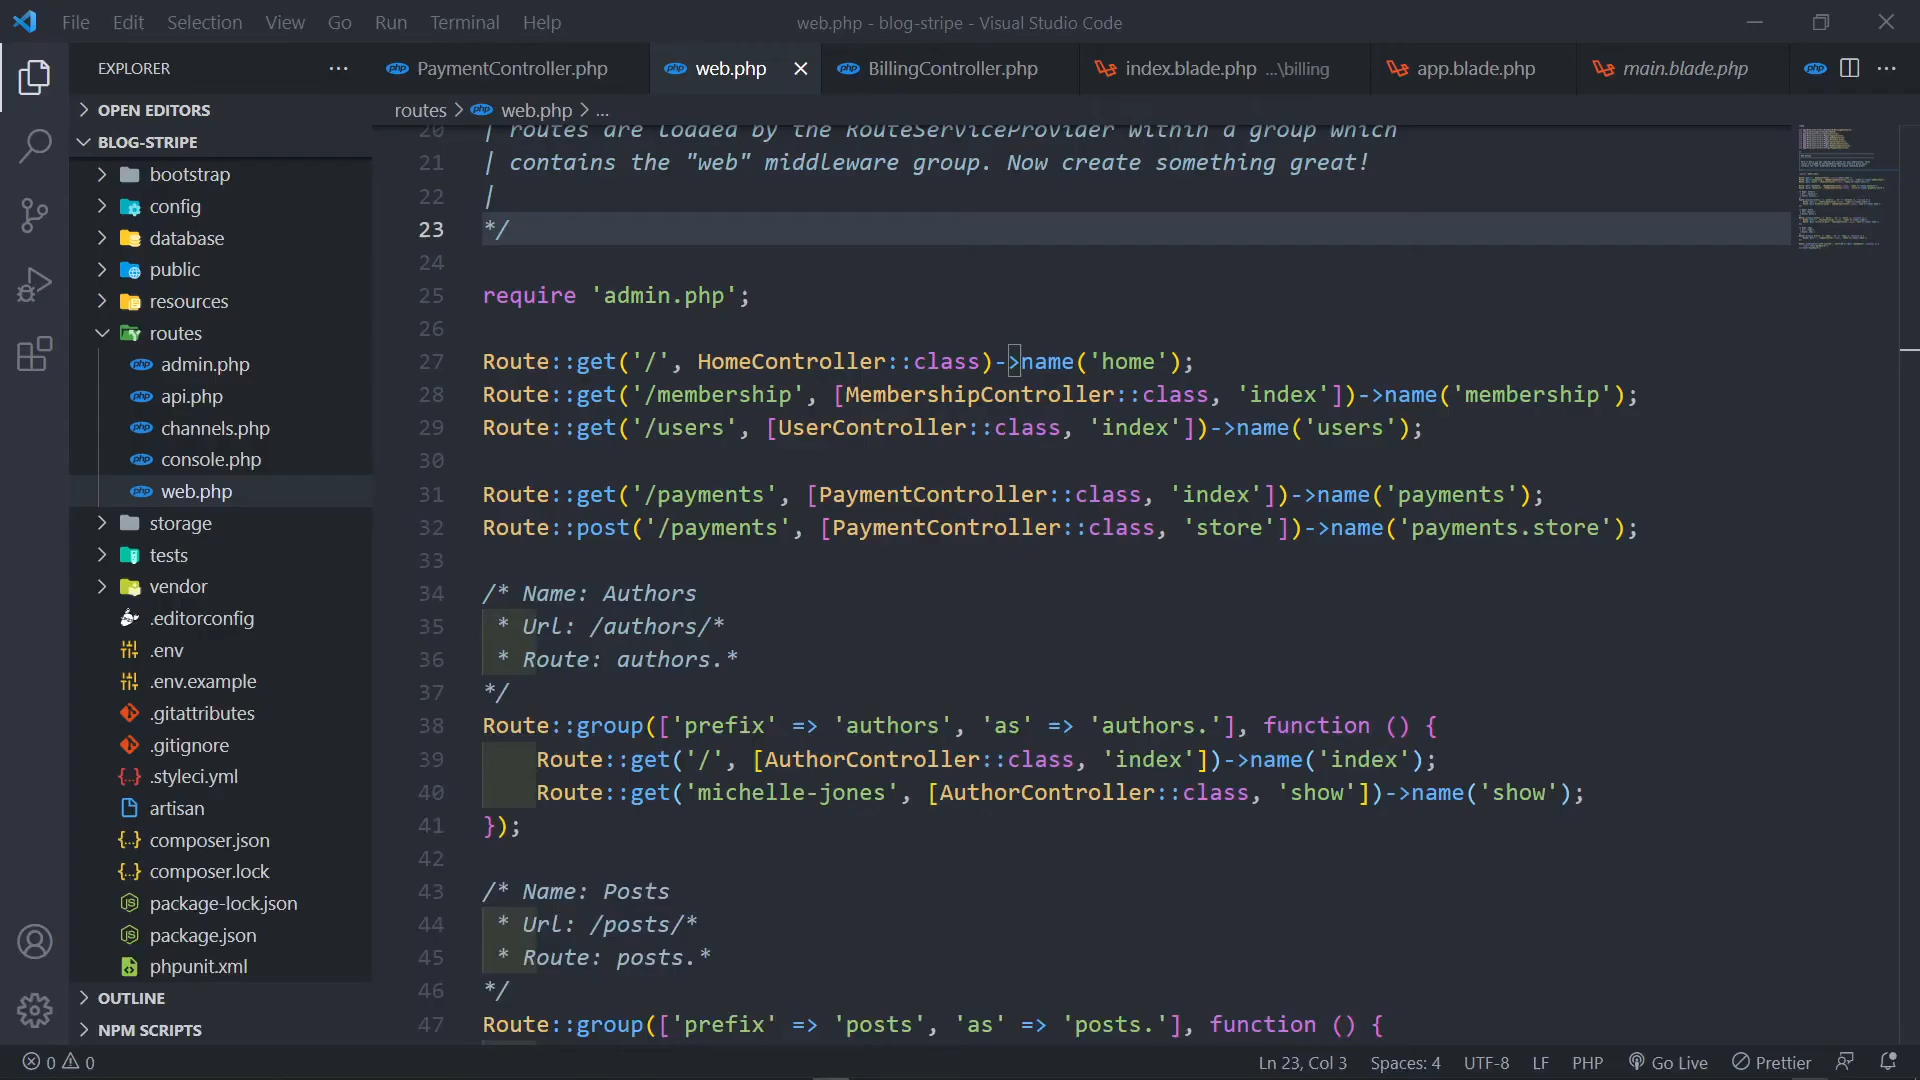 File Edit Selection View Go Run Terminal Help
web.php - blog-stripe - Visual Studio Code
EXPLORER
PaymentController.php
web.php
BillingController.php
index.blade.php ...\billing
app.blade.php
main.blade.php
OPEN EDITORS
BLOG-STRIPE
bootstrap
config
database
public
resources
routes
admin.php
api.php
channels.php
console.php
web.php
storage
tests
vendor
.editorconfig
.env
.env.example
.gitattributes
.gitignore
.styleci.yml
artisan
composer.json
composer.lock
package-lock.json
package.json
phpunit.xml
OUTLINE
NPM SCRIPTS
routes > web.php > ...
20 | routes are loaded by the RouteServiceProvider within a group which
21 | contains the "web" middleware group. Now create something great!
22 |
23 */
24
25 require 'admin.php';
26
27 Route::get('/', HomeController::class)->name('home');
28 Route::get('/membership', [MembershipController::class, 'index'])->name('membership');
29 Route::get('/users', [UserController::class, 'index'])->name('users');
30
31 Route::get('/payments', [PaymentController::class, 'index'])->name('payments');
32 Route::post('/payments', [PaymentController::class, 'store'])->name('payments.store');
33
34 /* Name: Authors
35 * Url: /authors/*
36 * Route: authors.*
37 */
38 Route::group(['prefix' => 'authors', 'as' => 'authors.'], function () {
39 Route::get('/', [AuthorController::class, 'index'])->name('index');
40 Route::get('michelle-jones', [AuthorController::class, 'show'])->name('show');
41 });
42
43 /* Name: Posts
44 * Url: /posts/*
45 * Route: posts.*
46 */
47 Route::group(['prefix' => 'posts', 'as' => 'posts.'], function () {
0 0
Ln 23, Col 3 Spaces: 4 UTF-8 LF PHP Go Live Prettier